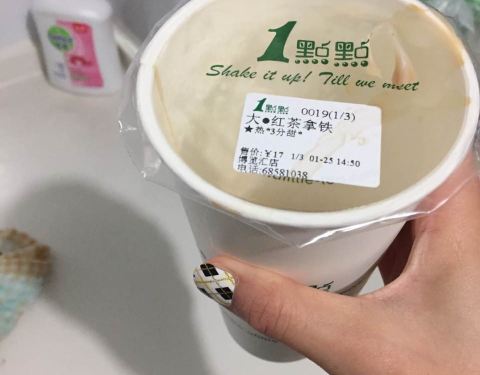 1點點
Shake it up! Till we meet
1點點 0019(1/3)
大●红茶拿铁
★热"3分甜"
售价:¥17 1/3 01-25 14:50
博览汇店
电话:68581038